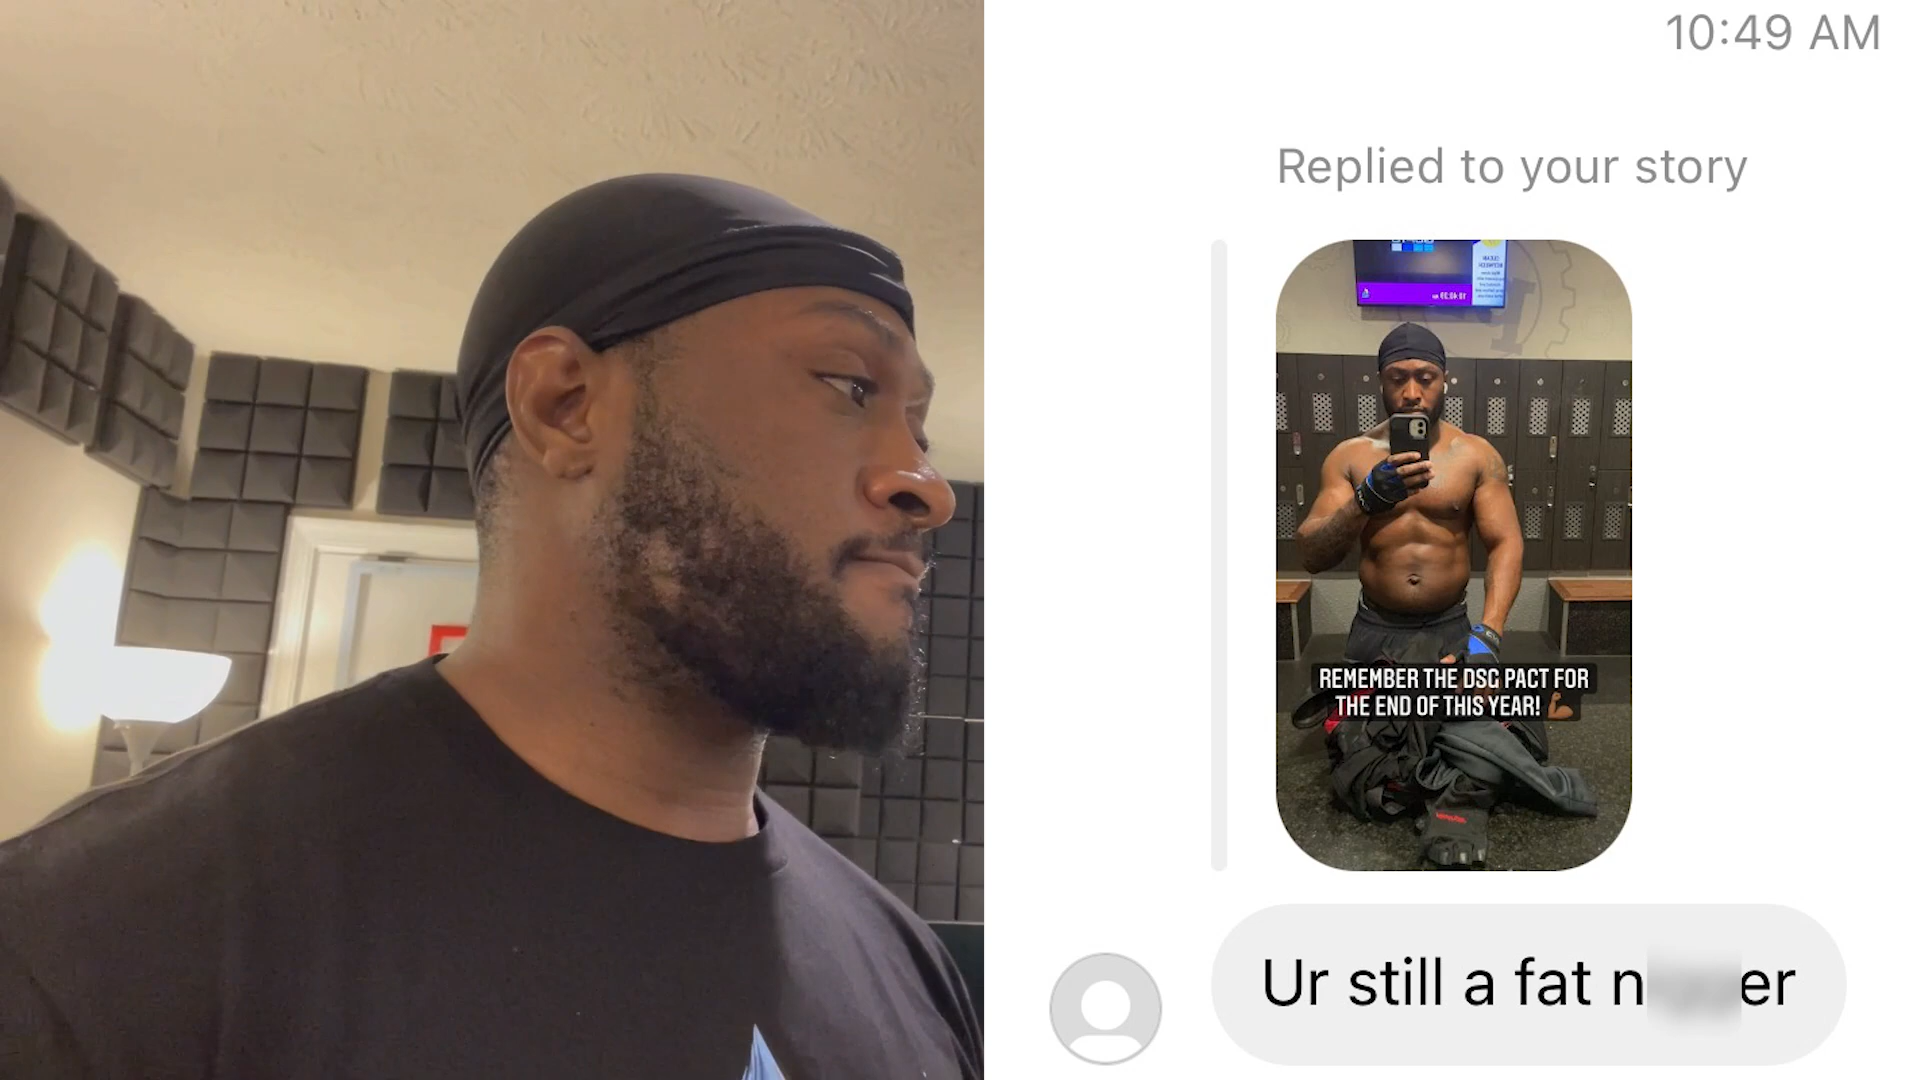 10:49 AM
Replied to your story
REMEMBER THE DSG PACT FOR
THE END OF THIS YEAR!
Ur still a fat n er